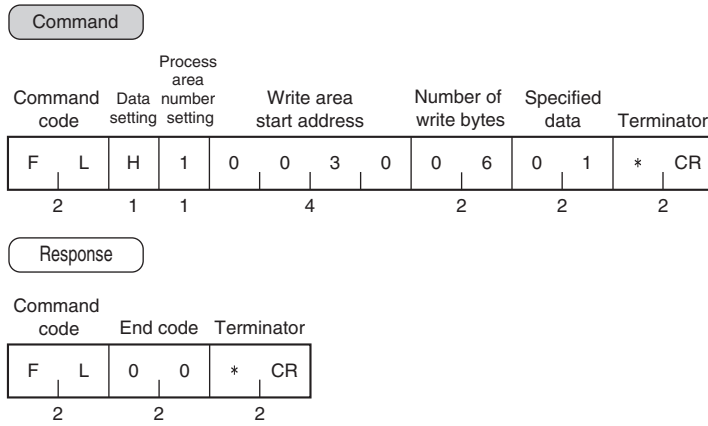 Command
Command code
Data setting
Process area number setting
Write area start address
Number of write bytes
Specified data
Terminator
F L H 1 0 0 3 0 0 6 0 1 * CR
2 1 1 4 2 2 2
Response
Command code
End code
Terminator
F L 0 0 * CR
2 2 2